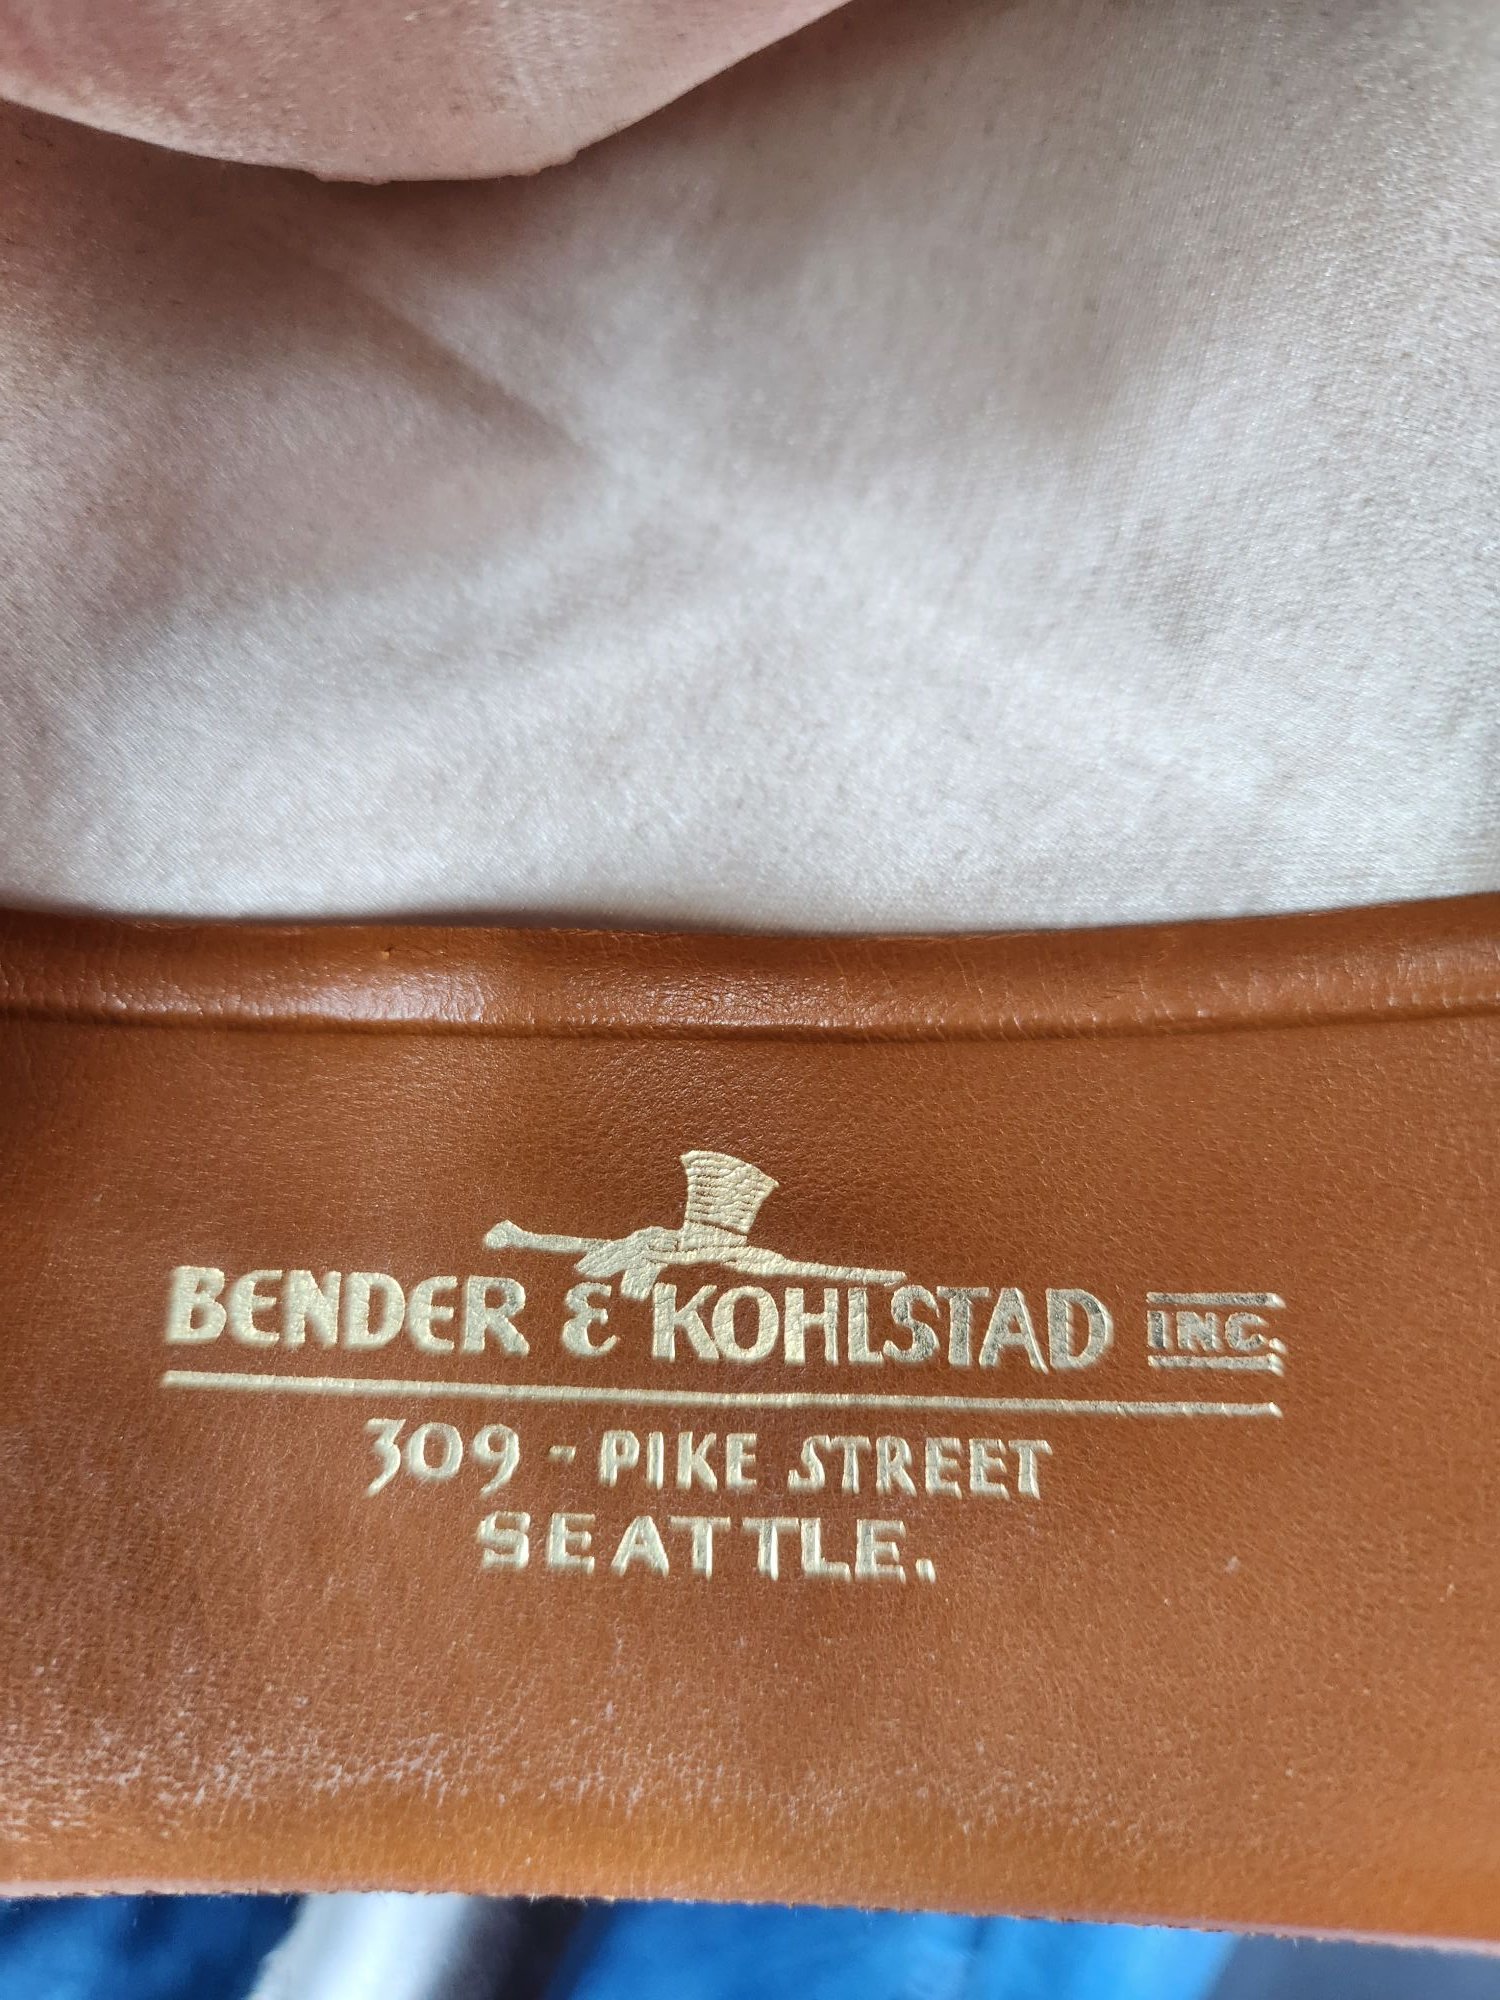 BENDER & KOHLSTAD INC.
309 - PIKE STREET
SEATTLE.